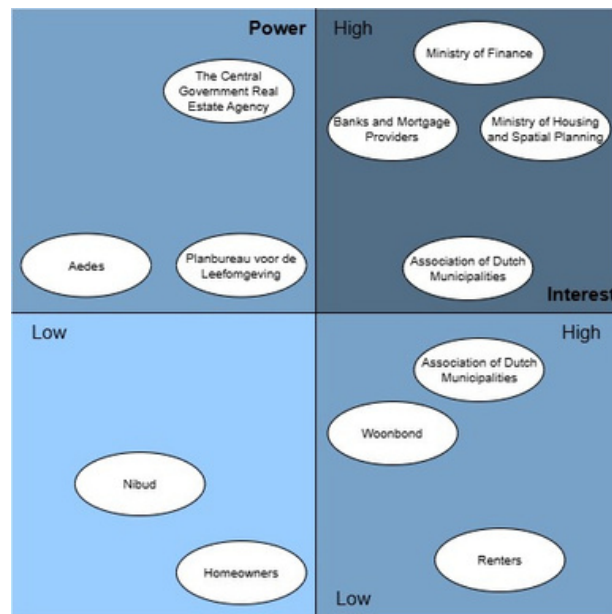 Power
High
The Central
Government Real
Estate Agency
Ministry of Finance
Banks and Mortgage
Providers
Ministry of Housing
and Spatial Planning
Aedes
Planbureau voor de
Leefomgeving
Association of Dutch
Municipalities
Interest
Low
High
Association of Dutch
Municipalities
Woonbond
Nibud
Homeowners
Renters
Low